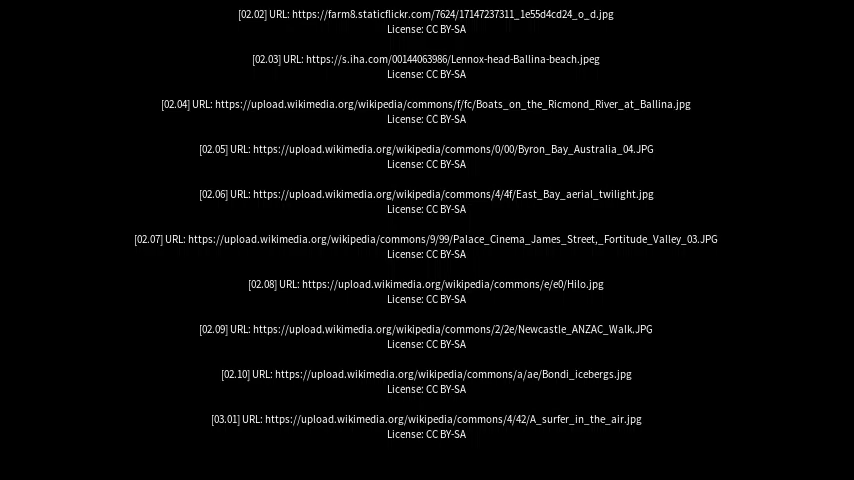 [02.02] URL: https://farm8.staticflickr.com/7624/17147237311_1e55d4cd24_o_d.jpg
License: CC BY-SA
[02.03] URL: https://s.iha.com/00144063986/Lennox-head-Ballina-beach.jpeg
License: CC BY-SA
[02.04] URL: https://upload.wikimedia.org/wikipedia/commons/f/fc/Boats_on_the_Ricmond_River_at_Ballina.jpg
License: CC BY-SA
[02.05] URL: https://upload.wikimedia.org/wikipedia/commons/0/00/Byron_Bay_Australia_04.JPG
License: CC BY-SA
[02.06] URL: https://upload.wikimedia.org/wikipedia/commons/4/4f/East_Bay_aerial_twilight.jpg
License: CC BY-SA
[02.07] URL: https://upload.wikimedia.org/wikipedia/commons/9/99/Palace_Cinema_James_Street,_Fortitude_Valley_03.JPG
License: CC BY-SA
[02.08] URL: https://upload.wikimedia.org/wikipedia/commons/e/e0/Hilo.jpg
License: CC BY-SA
[02.09] URL: https://upload.wikimedia.org/wikipedia/commons/2/2e/Newcastle_ANZAC_Walk.JPG
License: CC BY-SA
[02.10] URL: https://upload.wikimedia.org/wikipedia/commons/a/ae/Bondi_icebergs.jpg
License: CC BY-SA
[03.01] URL: https://upload.wikimedia.org/wikipedia/commons/4/42/A_surfer_in_the_air.jpg
License: CC BY-SA